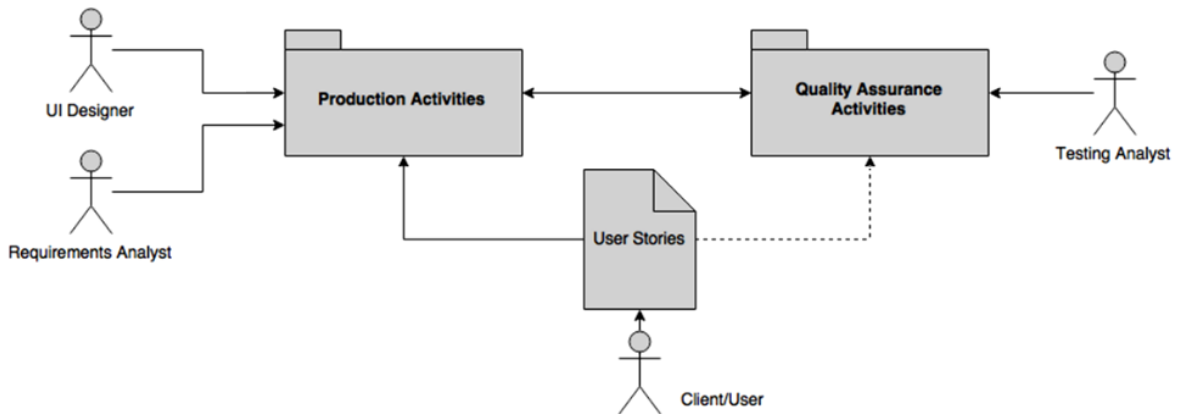 UI Designer
Production Activities
Quality Assurance
Activities
Testing Analyst
Requirements Analyst
User Stories
Client/User